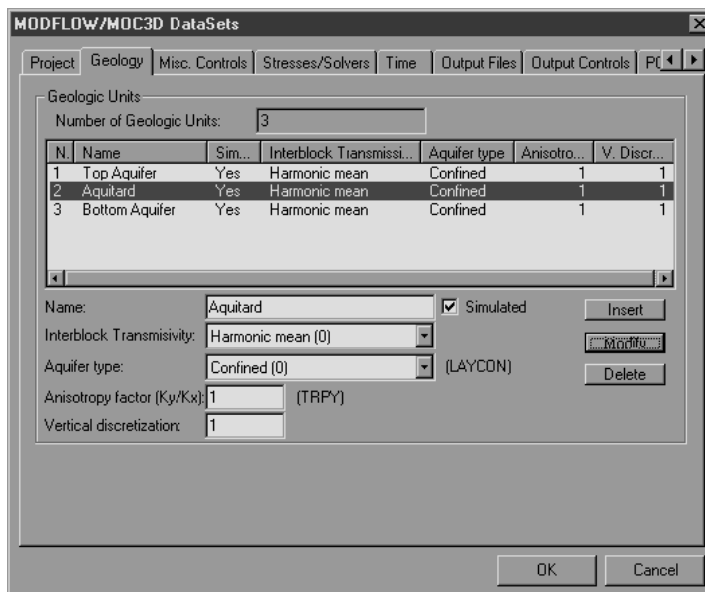 MODFLOW/MOC3D DataSets
Project Geology Misc. Controls Stresses/Solvers Time Output Files Output Controls
Geologic Units
Number of Geologic Units: 3
N. Name Sim... Interblock Transmissi... Aquifer type Anisotro... V. Discr...
1 Top Aquifer Yes Harmonic mean Confined 1 1
2 Aquitard Yes Harmonic mean Confined 1 1
3 Bottom Aquifer Yes Harmonic mean Confined 1 1
Name: Aquitard Simulated Insert
Interblock Transmisivity: Harmonic mean (0) Modify
Aquifer type: Confined (0) (LAYCON) Delete
Anisotropy factor (Ky/Kx): 1 (TRPY)
Vertical discretization: 1
OK Cancel